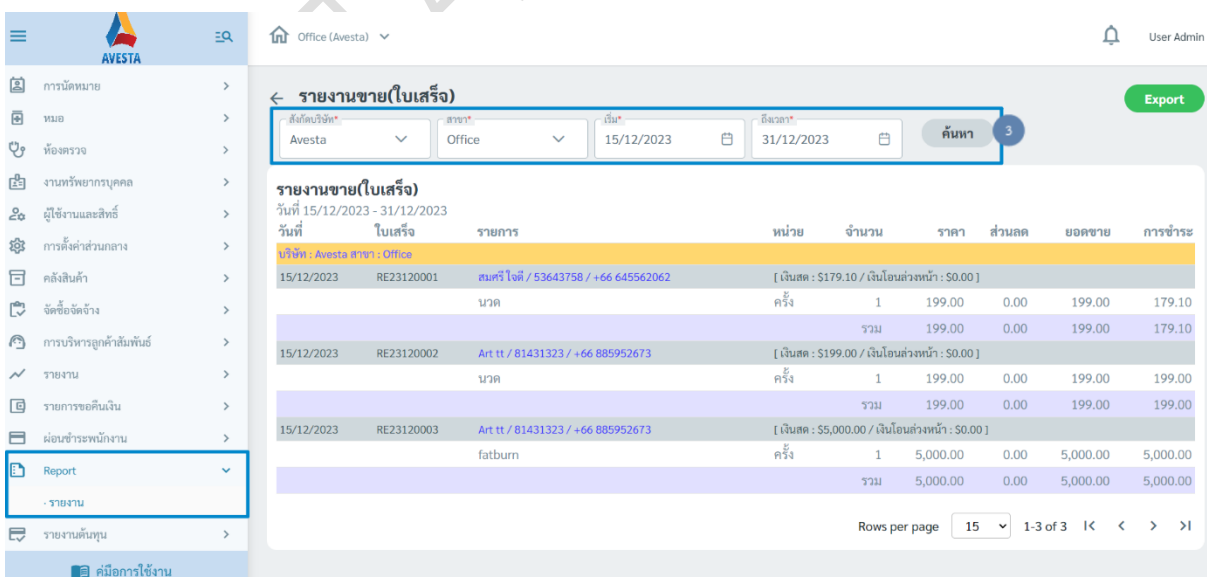 AVESTA
Office (Avesta)
User Admin
การนัดหมาย
หมอ
ห้องตรวจ
งานทรัพยากรบุคคล
ผู้ใช้งานและสิทธิ์
การตั้งค่าส่วนกลาง
คลังสินค้า
จัดซื้อจัดจ้าง
การบริหารลูกค้าสัมพันธ์
รายงาน
รายการขอคืนเงิน
ผ่อนชำระพนักงาน
Report
· รายงาน
รายงานต้นทุน
คู่มือการใช้งาน
← รายงานขาย(ใบเสร็จ)
Export
สังกัดบริษัท* สาขา* เริ่ม* ถึงเวลา*
Avesta Office 15/12/2023 31/12/2023 ค้นหา 3
รายงานขาย(ใบเสร็จ)
วันที่ 15/12/2023 - 31/12/2023
วันที่ ใบเสร็จ รายการ หน่วย จำนวน ราคา ส่วนลด ยอดขาย การชำระ
บริษัท : Avesta สาขา : Office
15/12/2023 RE23120001 สมศรี ใจดี / 53643758 / +66 645562062 [ เงินสด : $179.10 / เงินโอนล่วงหน้า : $0.00 ]
นวด ครั้ง 1 199.00 0.00 199.00 179.10
รวม 199.00 0.00 199.00 179.10
15/12/2023 RE23120002 Art tt / 81431323 / +66 885952673 [ เงินสด : $199.00 / เงินโอนล่วงหน้า : $0.00 ]
นวด ครั้ง 1 199.00 0.00 199.00 199.00
รวม 199.00 0.00 199.00 199.00
15/12/2023 RE23120003 Art tt / 81431323 / +66 885952673 [ เงินสด : $5,000.00 / เงินโอนล่วงหน้า : $0.00 ]
fatburn ครั้ง 1 5,000.00 0.00 5,000.00 5,000.00
รวม 5,000.00 0.00 5,000.00 5,000.00
Rows per page 15 1-3 of 3